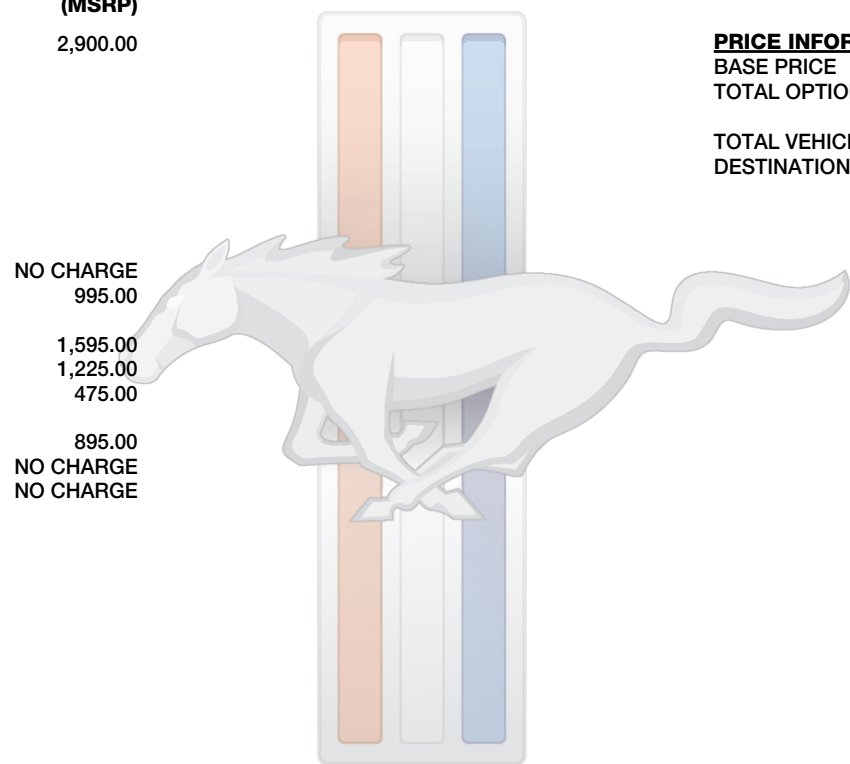 (MSRP)
2,900.00
NO CHARGE
995.00
1,595.00
1,225.00
475.00
895.00
NO CHARGE
NO CHARGE
PRICE INFOR
BASE PRICE
TOTAL OPTIO
TOTAL VEHICL
DESTINATION